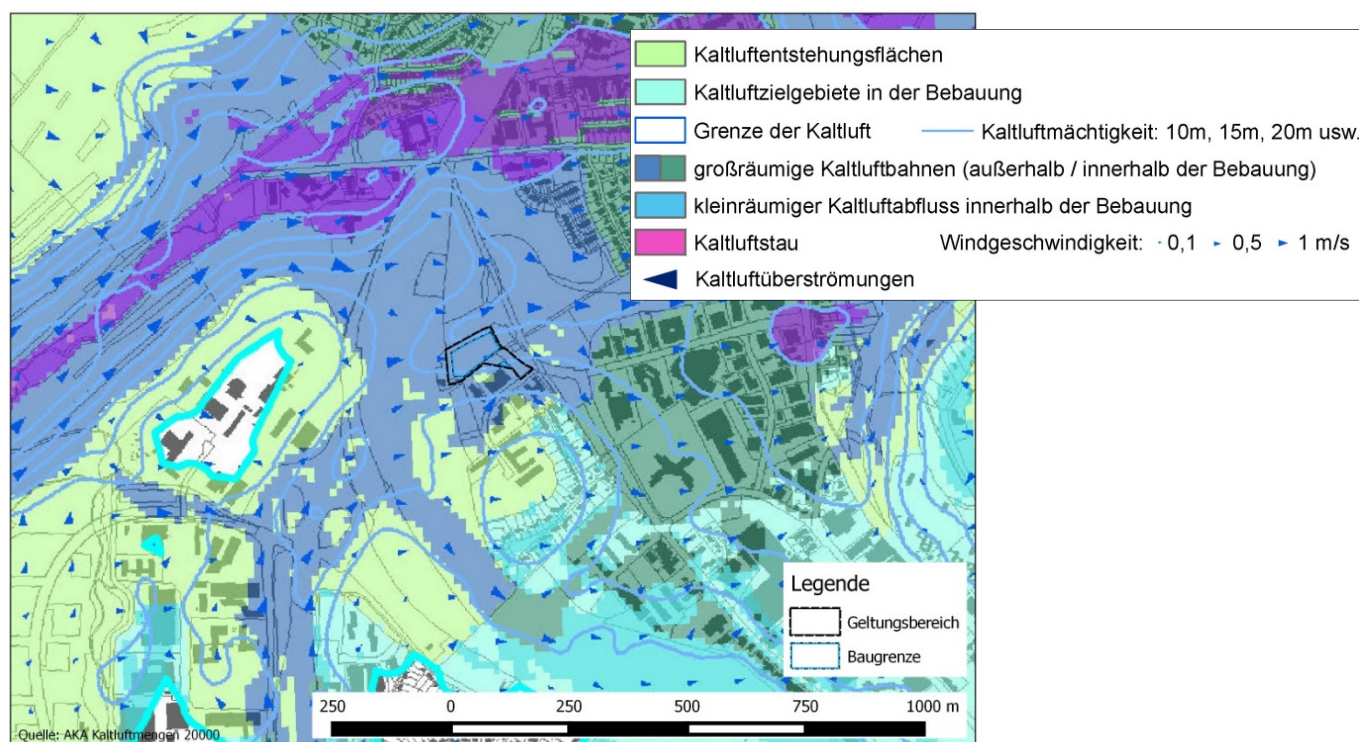 Kaltluftentstehungsflächen
Kaltluftzielgebiete in der Bebauung
Grenze der Kaltluft Kaltluftmächtigkeit: 10m, 15m, 20m usw.
großräumige Kaltluftbahnen (außerhalb / innerhalb der Bebauung)
kleinräumiger Kaltluftabfluss innerhalb der Bebauung
Kaltluftstau Windgeschwindigkeit: 0,1 0,5 1 m/s
Kaltluftüberströmungen
Legende
Geltungsbereich
Baugrenze
250 0 250 500 750 1000 m
Quelle: AKA Kaltluftmengen 20000